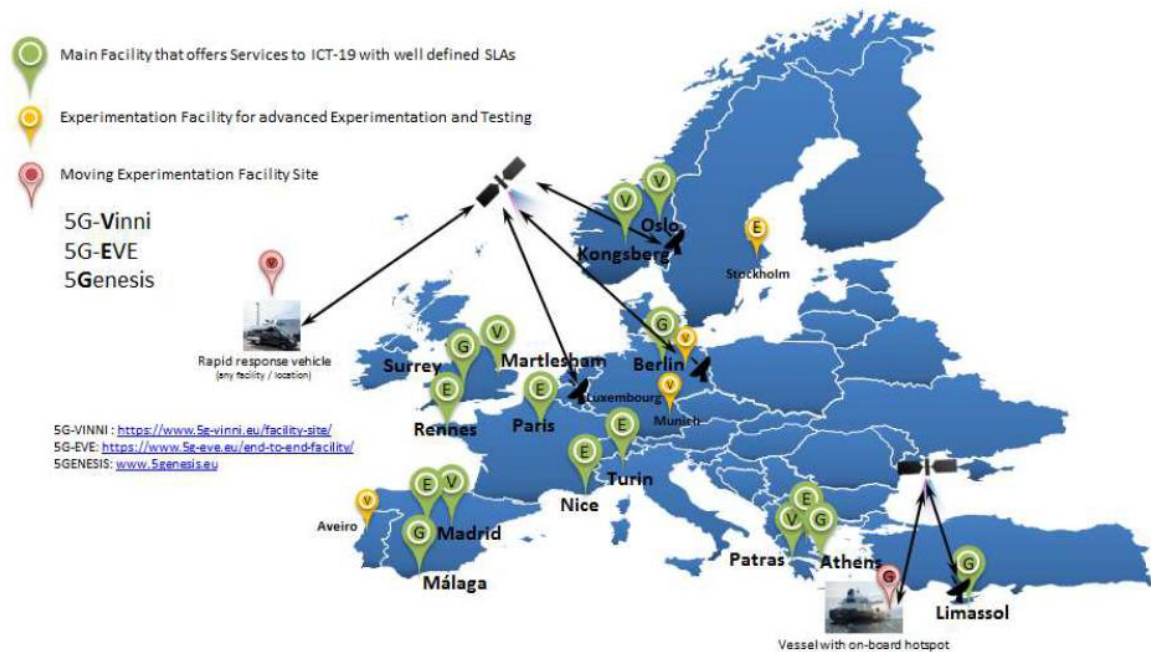 Main Facility that offers Services to ICT-19 with well defined SLAs
Experimentation Facility for advanced Experimentation and Testing
Moving Experimentation Facility Site
5G-Vinni
5G-EVE
5Genesis
V
V
Oslo
Kongsberg
E
Stockholm
V
Rapid response vehicle
(any facility / location)
G
V
Surrey
Martlesham
E
Rennes
E
Paris
G
V
Berlin
Luxembourg
V
Munich
5G-VINNI : https://www.5g-vinni.eu/facility-site/
5G-EVE: https://www.5g-eve.eu/end-to-end-facility/
5GENESIS: www.5genesis.eu
E
Turin
E
Nice
V
Aveiro
E
V
Madrid
G
Málaga
E
V
G
Patras
Athens
G
G
Limassol
Vessel with on-board hotspot